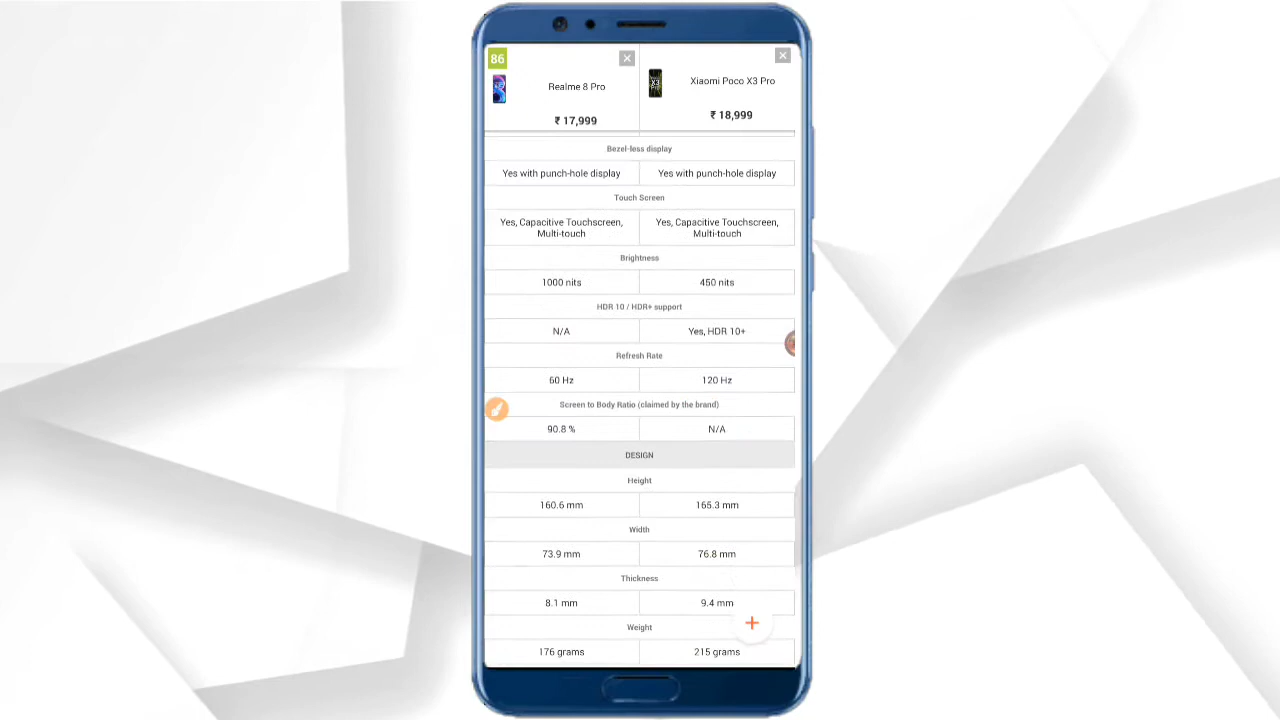 86
Realme 8 Pro
Xiaomi Poco X3 Pro
₹ 17,999
₹ 18,999
Bezel-less display
Yes with punch-hole display
Yes with punch-hole display
Touch Screen
Yes, Capacitive Touchscreen,
Multi-touch
Yes, Capacitive Touchscreen,
Multi-touch
Brightness
1000 nits
450 nits
HDR 10 / HDR+ support
N/A
Yes, HDR 10+
Refresh Rate
60 Hz
120 Hz
Screen to Body Ratio (claimed by the brand)
90.8 %
N/A
DESIGN
Height
160.6 mm
165.3 mm
Width
73.9 mm
76.8 mm
Thickness
8.1 mm
9.4 mm
Weight
176 grams
215 grams